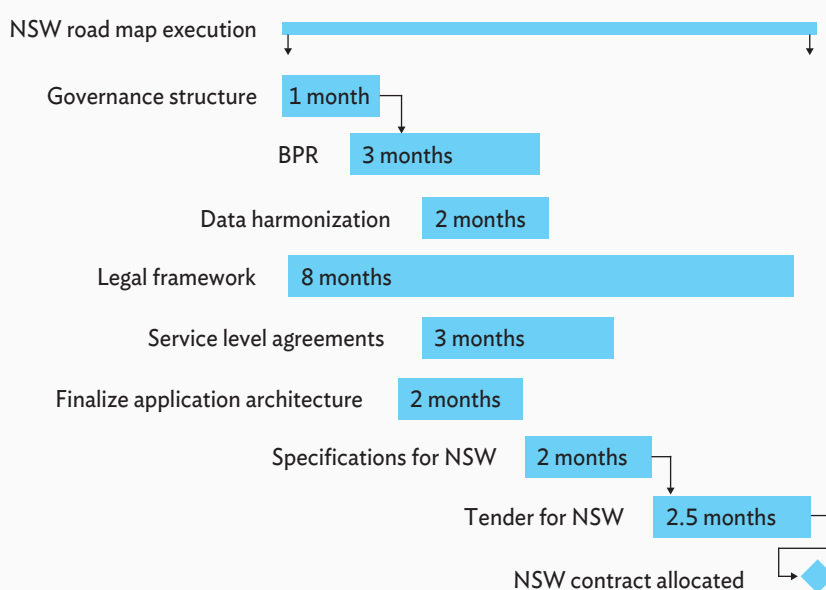 NSW road map execution
Governance structure 1 month
BPR 3 months
Data harmonization 2 months
Legal framework 8 months
Service level agreements 3 months
Finalize application architecture 2 months
Specifications for NSW 2 months
Tender for NSW 2.5 months
NSW contract allocated